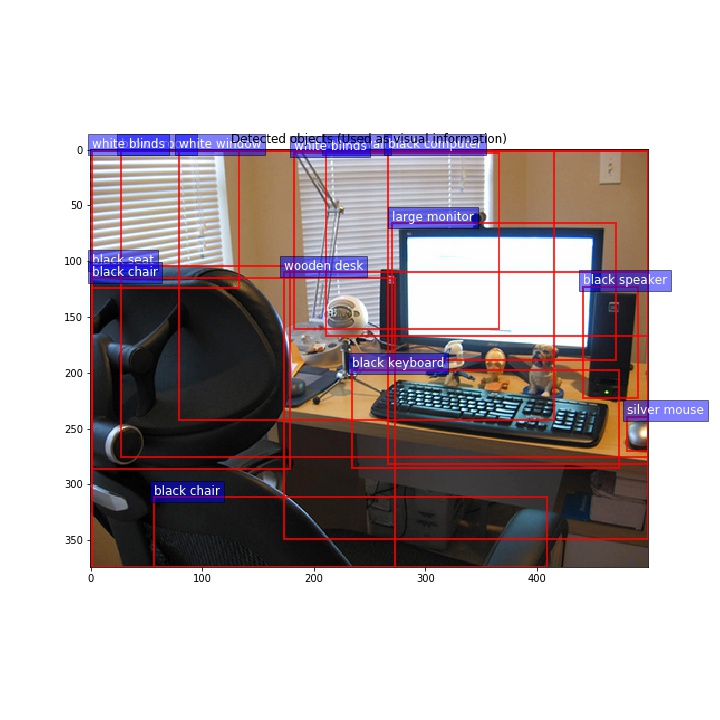 Detected objects (Used as visual information)
white blinds
white window
white blinds
black computer
large monitor
black seat
black chair
wooden desk
black speaker
black keyboard
silver mouse
black chair
0
50
100
150
200
250
300
350
0
100
200
300
400